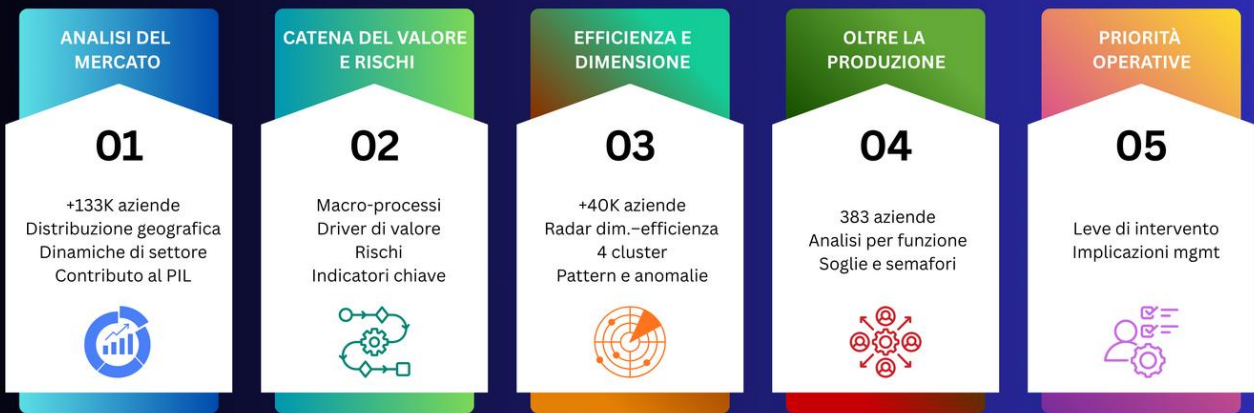 ANALISI DEL
MERCATO
01
+133K aziende
Distribuzione geografica
Dinamiche di settore
Contributo al PIL
CATENA DEL VALORE
E RISCHI
02
Macro-processi
Driver di valore
Rischi
Indicatori chiave
EFFICIENZA E
DIMENSIONE
03
+40K aziende
Radar dim.–efficienza
4 cluster
Pattern e anomalie
OLTRE LA
PRODUZIONE
04
383 aziende
Analisi per funzione
Soglie e semafori
PRIORITÀ
OPERATIVE
05
Leve di intervento
Implicazioni mgmt